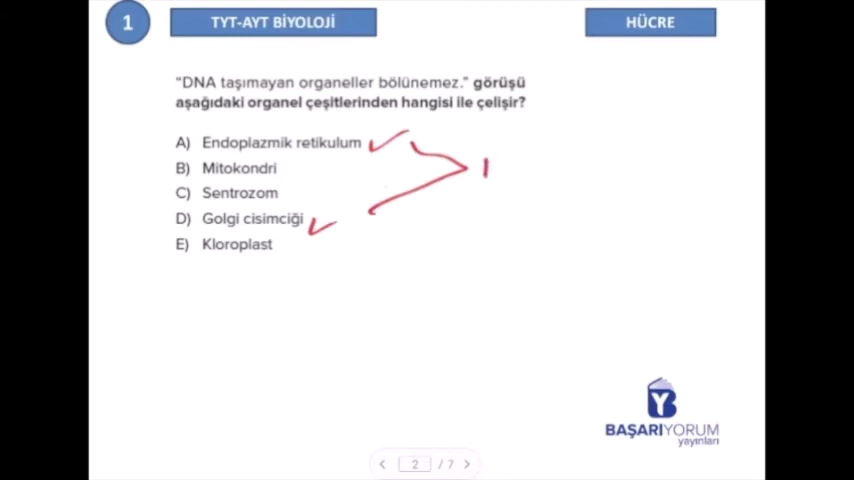 1
TYT-AYT BİYOLOJİ
HÜCRE
“DNA taşımayan organeller bölünemez.” görüşü
aşağıdaki organel çeşitlerinden hangisi ile çelişir?
A) Endoplazmik retikulum
B) Mitokondri
C) Sentrozom
D) Golgi cisimciği
E) Kloroplast
BAŞARIYORUM
yayınları
2 / 7